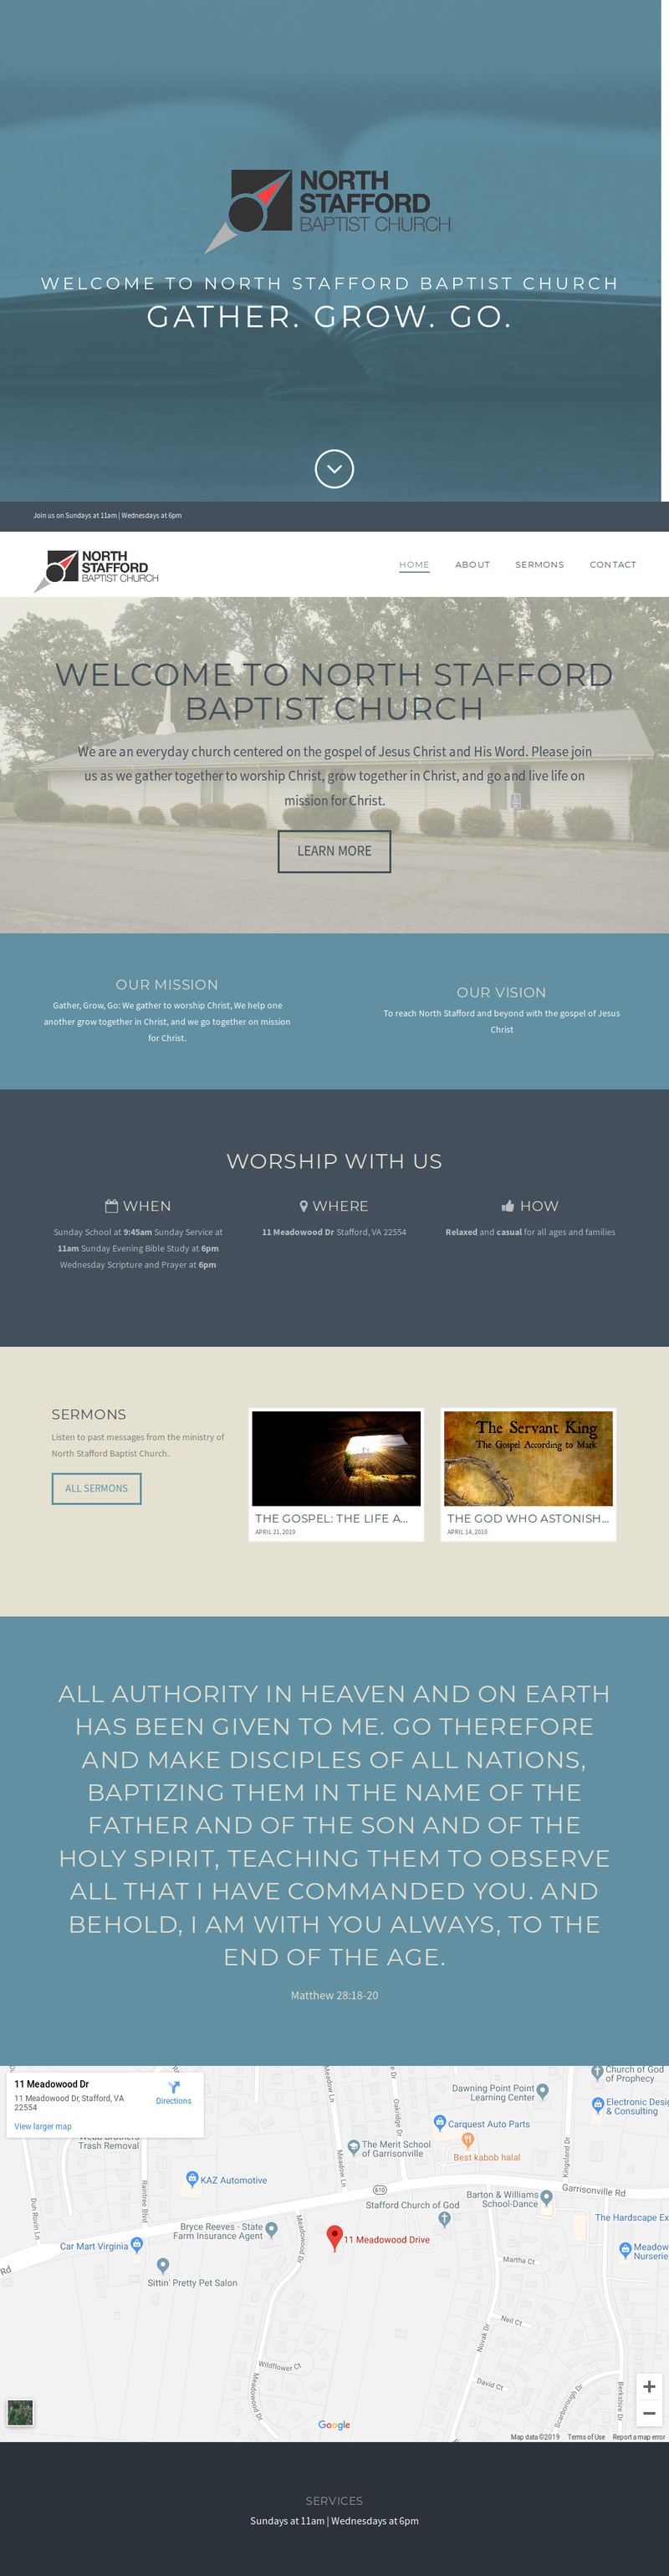 NORTH
STAFFORD
BAPTIST CHURCH
WELCOME TO NORTH STAFFORD BAPTIST CHURCH
GATHER. GROW. GO.
Join us on Sundays at 11am | Wednesdays at 6pm
NORTH
STAFFORD
BAPTIST CHURCH
HOME ABOUT SERMONS CONTACT
WELCOME TO NORTH STAFFORD
BAPTIST CHURCH
We are an everyday church centered on the gospel of Jesus Christ and His Word. Please join
us as we gather together to worship Christ, grow together in Christ, and go and live life on
mission for Christ.
LEARN MORE
OUR MISSION
Gather, Grow, Go: We gather to worship Christ, We help one
another grow together in Christ, and we go together on mission
for Christ.
OUR VISION
To reach North Stafford and beyond with the gospel of Jesus
Christ
WORSHIP WITH US
WHEN
Sunday School at 9:45am Sunday Service at
11am Sunday Evening Bible Study at 6pm
Wednesday Scripture and Prayer at 6pm
WHERE
11 Meadowood Dr Stafford, VA 22554
HOW
Relaxed and casual for all ages and families
SERMONS
Listen to past messages from the ministry of
North Stafford Baptist Church.
ALL SERMONS
THE GOSPEL: THE LIFE A...
APRIL 21, 2019
The Servant King
The Gospel According to Mark
THE GOD WHO ASTONISH...
APRIL 14, 2019
ALL AUTHORITY IN HEAVEN AND ON EARTH
HAS BEEN GIVEN TO ME. GO THEREFORE
AND MAKE DISCIPLES OF ALL NATIONS,
BAPTIZING THEM IN THE NAME OF THE
FATHER AND OF THE SON AND OF THE
HOLY SPIRIT, TEACHING THEM TO OBSERVE
ALL THAT I HAVE COMMANDED YOU. AND
BEHOLD, I AM WITH YOU ALWAYS, TO THE
END OF THE AGE.
Matthew 28:18-20
11 Meadowood Dr
11 Meadowood Dr, Stafford, VA
22554
Directions
View larger map
Trash Removal
Church of God
of Prophecy
Dawning Point Point
Learning Center
Electronic Desig
& Consulting
Meadow Ln
Oakridge Dr
Carquest Auto Parts
Best kabob halal
The Merit School
of Garrisonville
Meadow Ln
Kingsland Dr
KAZ Automotive
Raintree Blvd
610
Garrisonville Rd
Barton & Williams
School-Dance
Stafford Church of God
Dun Rovin Ln
The Hardscape Ex
Bryce Reeves - State
Farm Insurance Agent
Meadowood Dr
11 Meadowood Drive
Car Mart Virginia
Meadow
Nurserie
Rd
Martha Ct
Sittin' Pretty Pet Salon
Neil Ct
Novak Dr
Wildflower Ct
David Ct
Meadowood Dr
Scarborough Dr
Berkshire Dr
Google
Map data ©2019 Terms of Use Report a map error
SERVICES
Sundays at 11am | Wednesdays at 6pm